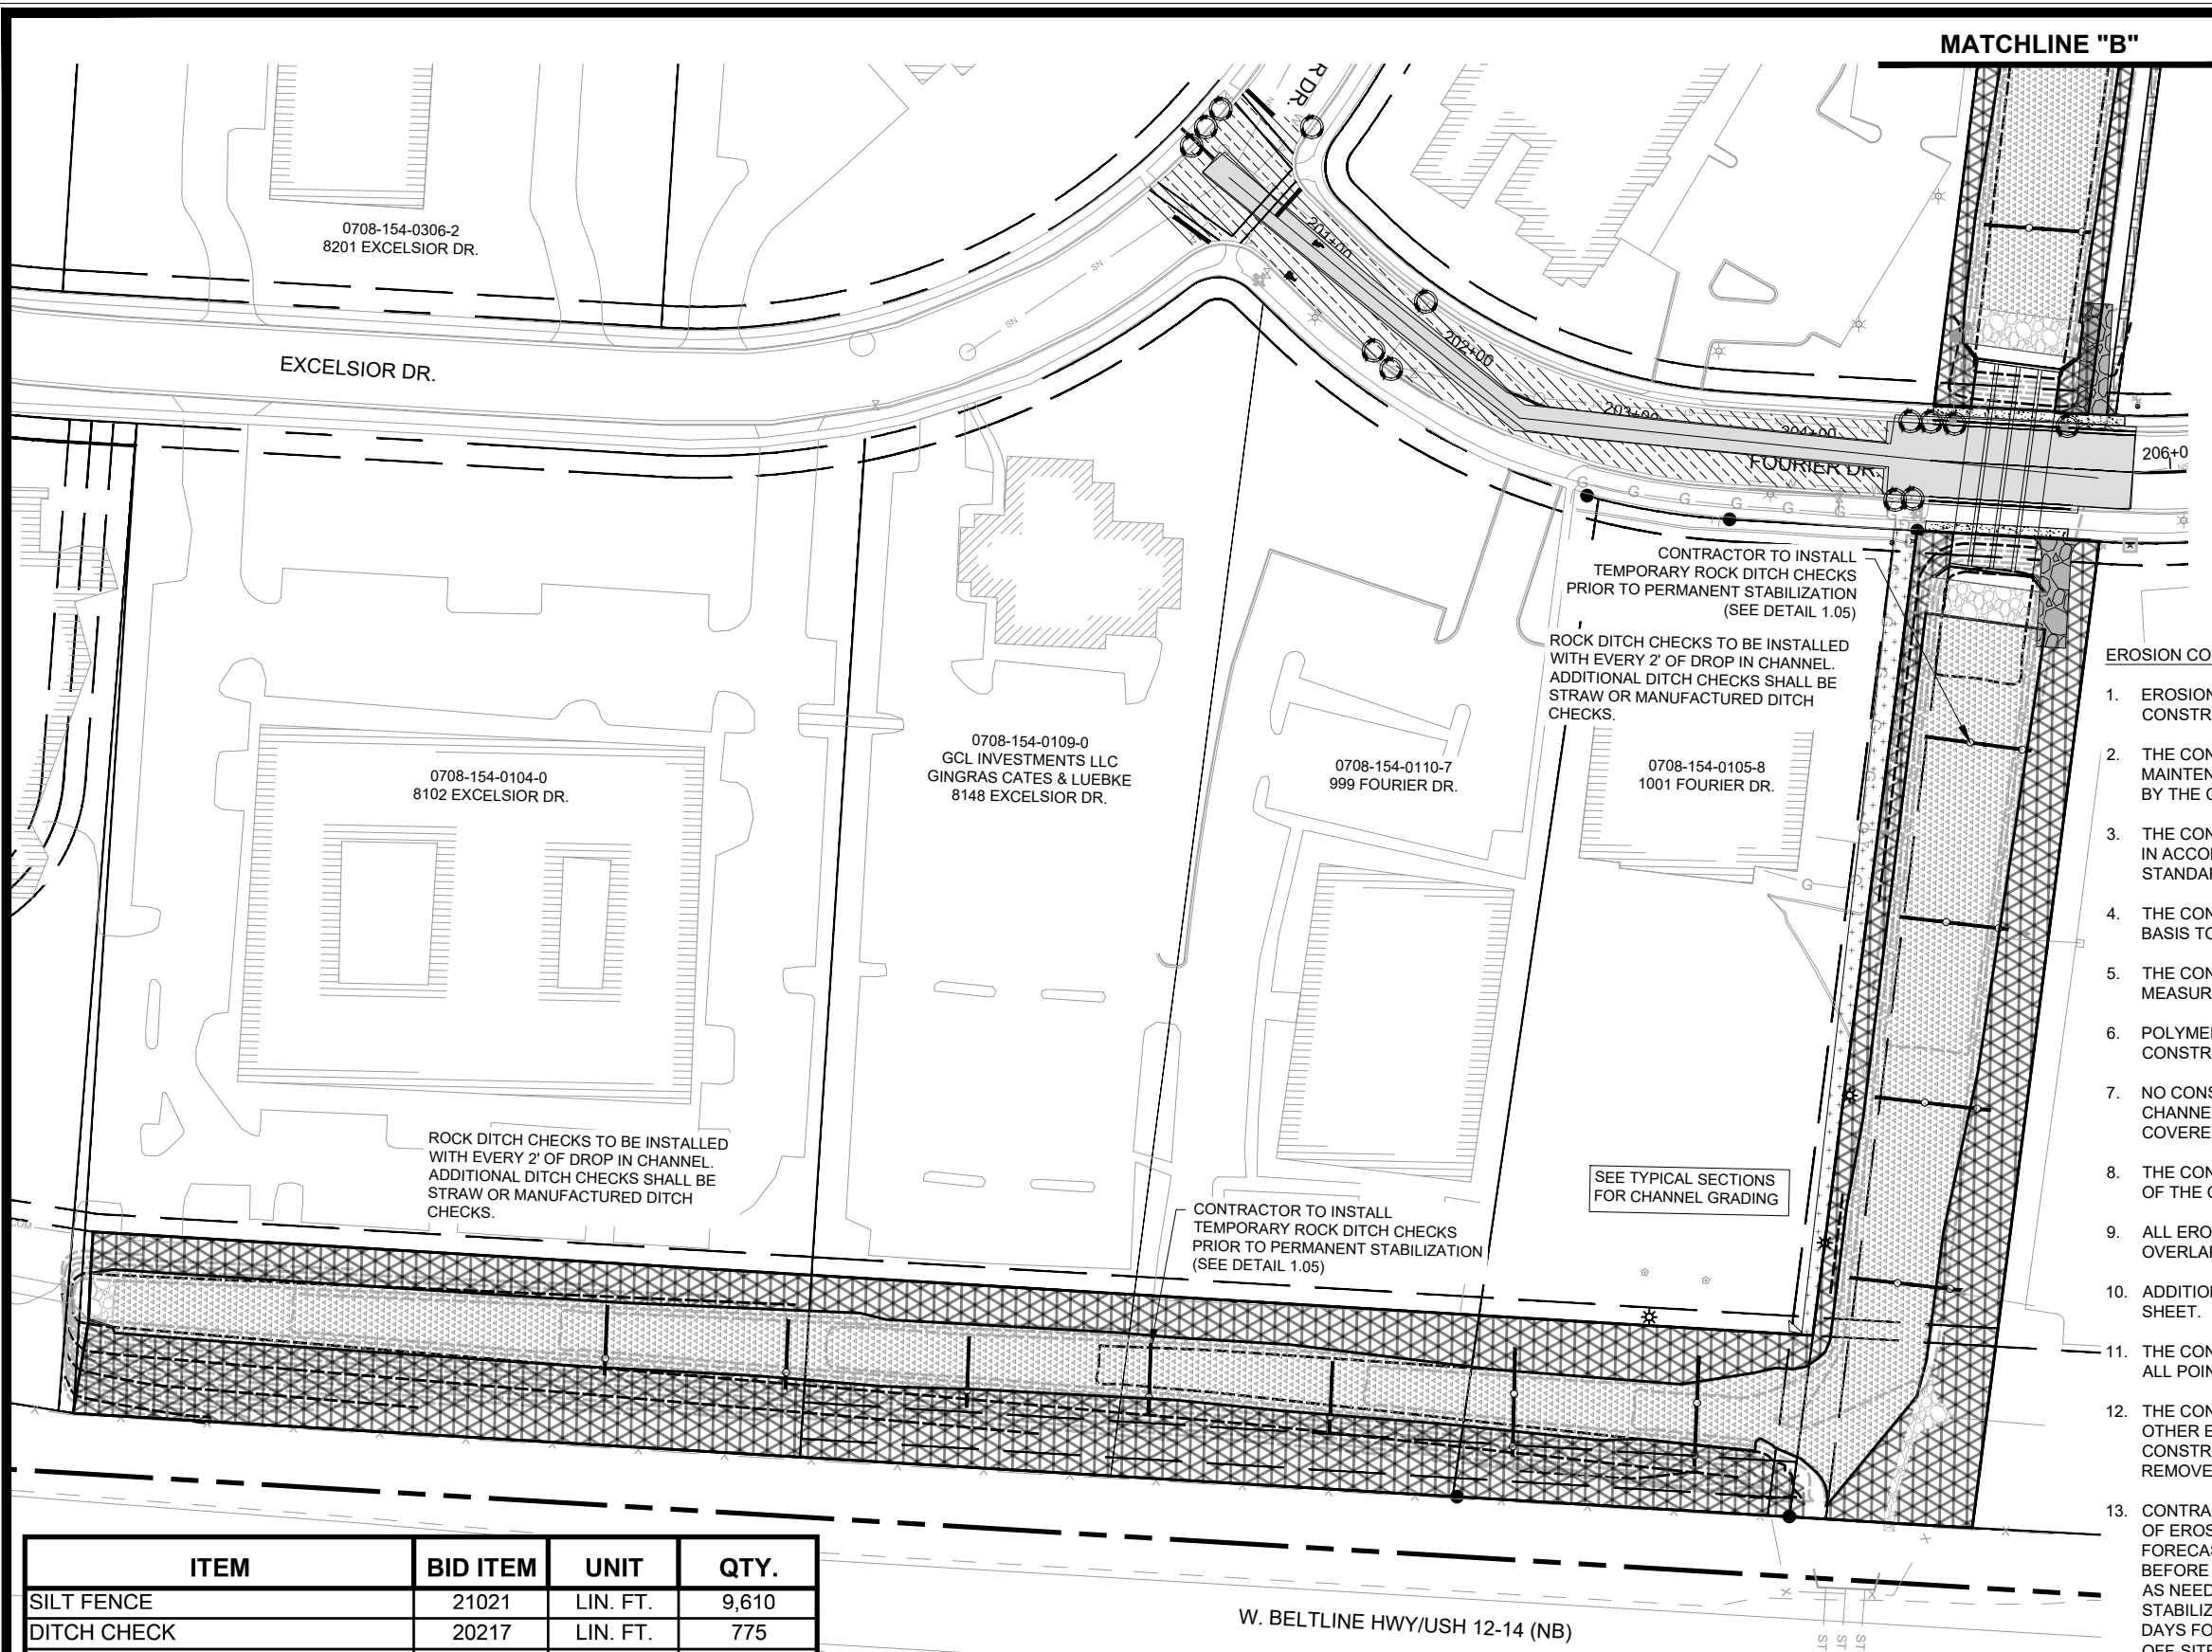 MATCHLINE "B"
R DR.
0708-154-0306-2
8201 EXCELSIOR DR.
EXCELSIOR DR.
SN
SN
201+00
202+00
203+00
204+00
206+0
FOURIER DR.
G G G G G G
CONTRACTOR TO INSTALL
TEMPORARY ROCK DITCH CHECKS
PRIOR TO PERMANENT STABILIZATION
(SEE DETAIL 1.05)
ROCK DITCH CHECKS TO BE INSTALLED
WITH EVERY 2' OF DROP IN CHANNEL.
ADDITIONAL DITCH CHECKS SHALL BE
STRAW OR MANUFACTURED DITCH
CHECKS.
0708-154-0104-0
8102 EXCELSIOR DR.
0708-154-0109-0
GCL INVESTMENTS LLC
GINGRAS CATES & LUEBKE
8148 EXCELSIOR DR.
0708-154-0110-7
999 FOURIER DR.
0708-154-0105-8
1001 FOURIER DR.
G
ROCK DITCH CHECKS TO BE INSTALLED
WITH EVERY 2' OF DROP IN CHANNEL.
ADDITIONAL DITCH CHECKS SHALL BE
STRAW OR MANUFACTURED DITCH
CHECKS.
CONTRACTOR TO INSTALL
TEMPORARY ROCK DITCH CHECKS
PRIOR TO PERMANENT STABILIZATION
(SEE DETAIL 1.05)
SEE TYPICAL SECTIONS
FOR CHANNEL GRADING
EROSION CO
1. EROSION
CONSTR
2. THE CON
MAINTEN
BY THE C
3. THE CON
IN ACCOR
STANDAR
4. THE CON
BASIS TO
5. THE CON
MEASUR
6. POLYME
CONSTR
7. NO CONS
CHANNE
COVERE
8. THE CON
OF THE C
9. ALL ERO
OVERLA
10. ADDITIO
SHEET.
11. THE CON
ALL POIN
12. THE CON
OTHER E
CONSTR
REMOVE
13. CONTRA
OF EROS
FORECAS
BEFORE
AS NEED
STABILIZ
DAYS FO
OFF-SITE
ITEM BID ITEM UNIT QTY.
SILT FENCE 21021 LIN. FT. 9,610
DITCH CHECK 20217 LIN. FT. 775
W. BELTLINE HWY/USH 12-14 (NB)
ST ST ST